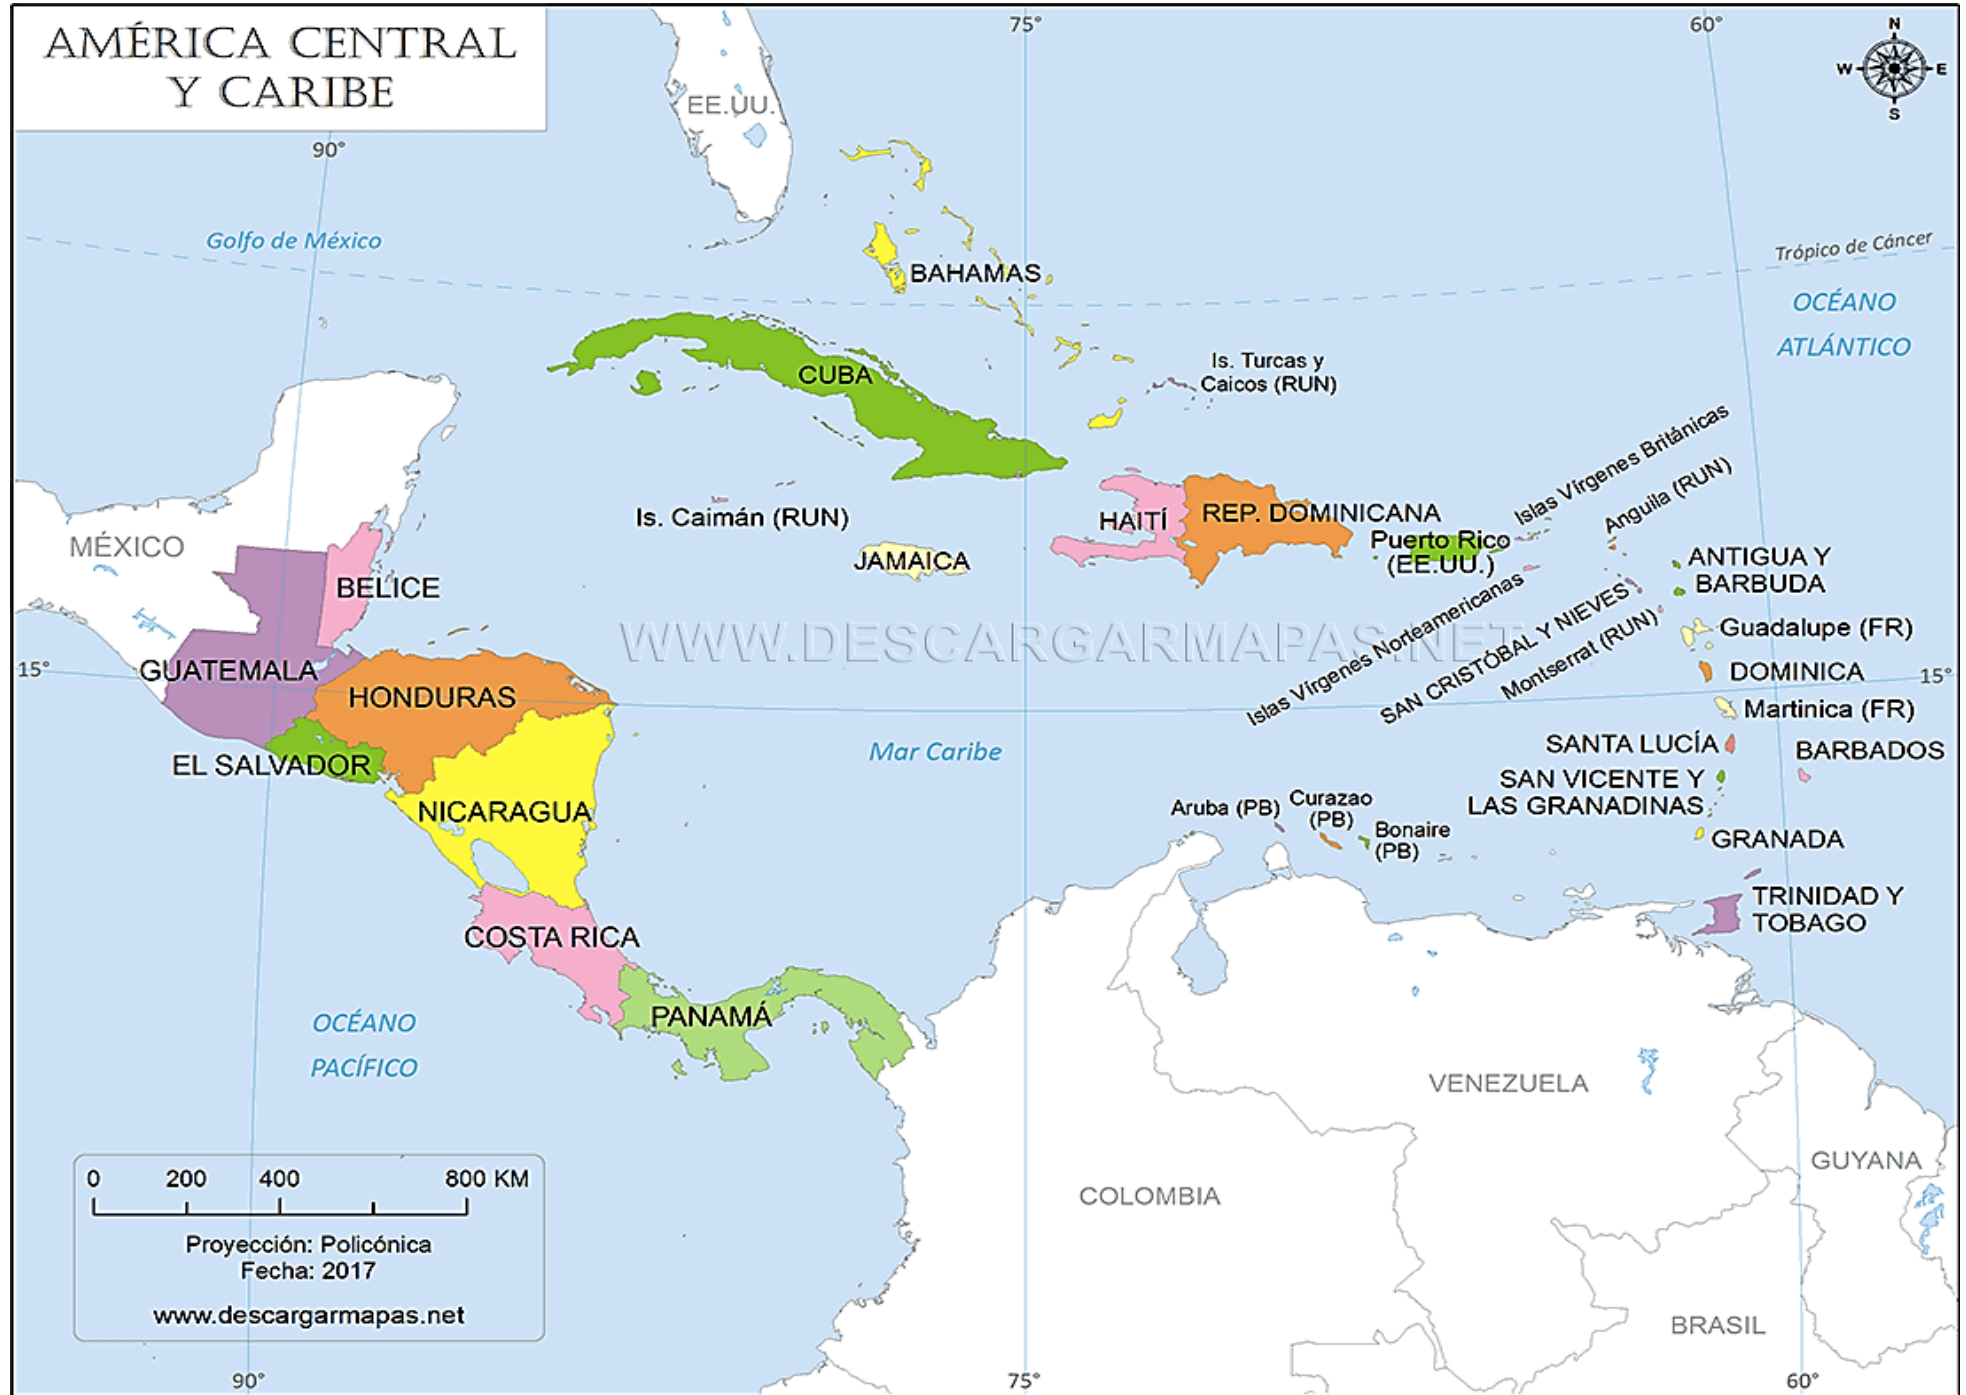 AMÉRICA CENTRAL
Y CARIBE
75°
60°
N
W
E
S
EE.UU.
90°
Golfo de México
Trópico de Cáncer
BAHAMAS
OCÉANO
ATLÁNTICO
CUBA
Is. Turcas y
Caicos (RUN)
Islas Vírgenes Británicas
Anguila (RUN)
Is. Caimán (RUN)
HAITÍ
REP. DOMINICANA
MÉXICO
JAMAICA
Puerto Rico
(EE.UU.)
BELICE
ANTIGUA Y
BARBUDA
WWW.DESCARGARMAPAS.NET
Islas Vírgenes Norteamericanas
SAN CRISTÓBAL Y NIEVES
Montserrat (RUN)
Guadalupe (FR)
15°
GUATEMALA
DOMINICA
15°
HONDURAS
Martinica (FR)
Mar Caribe
SANTA LUCÍA
BARBADOS
EL SALVADOR
SAN VICENTE Y
LAS GRANADINAS
NICARAGUA
Aruba (PB)
Curazao
(PB)
Bonaire
(PB)
GRANADA
TRINIDAD Y
TOBAGO
COSTA RICA
PANAMÁ
OCÉANO
PACÍFICO
VENEZUELA
GUYANA
COLOMBIA
BRASIL
0 200 400 800 KM
Proyección: Policónica
Fecha: 2017
www.descargarmapas.net
90°
75°
60°